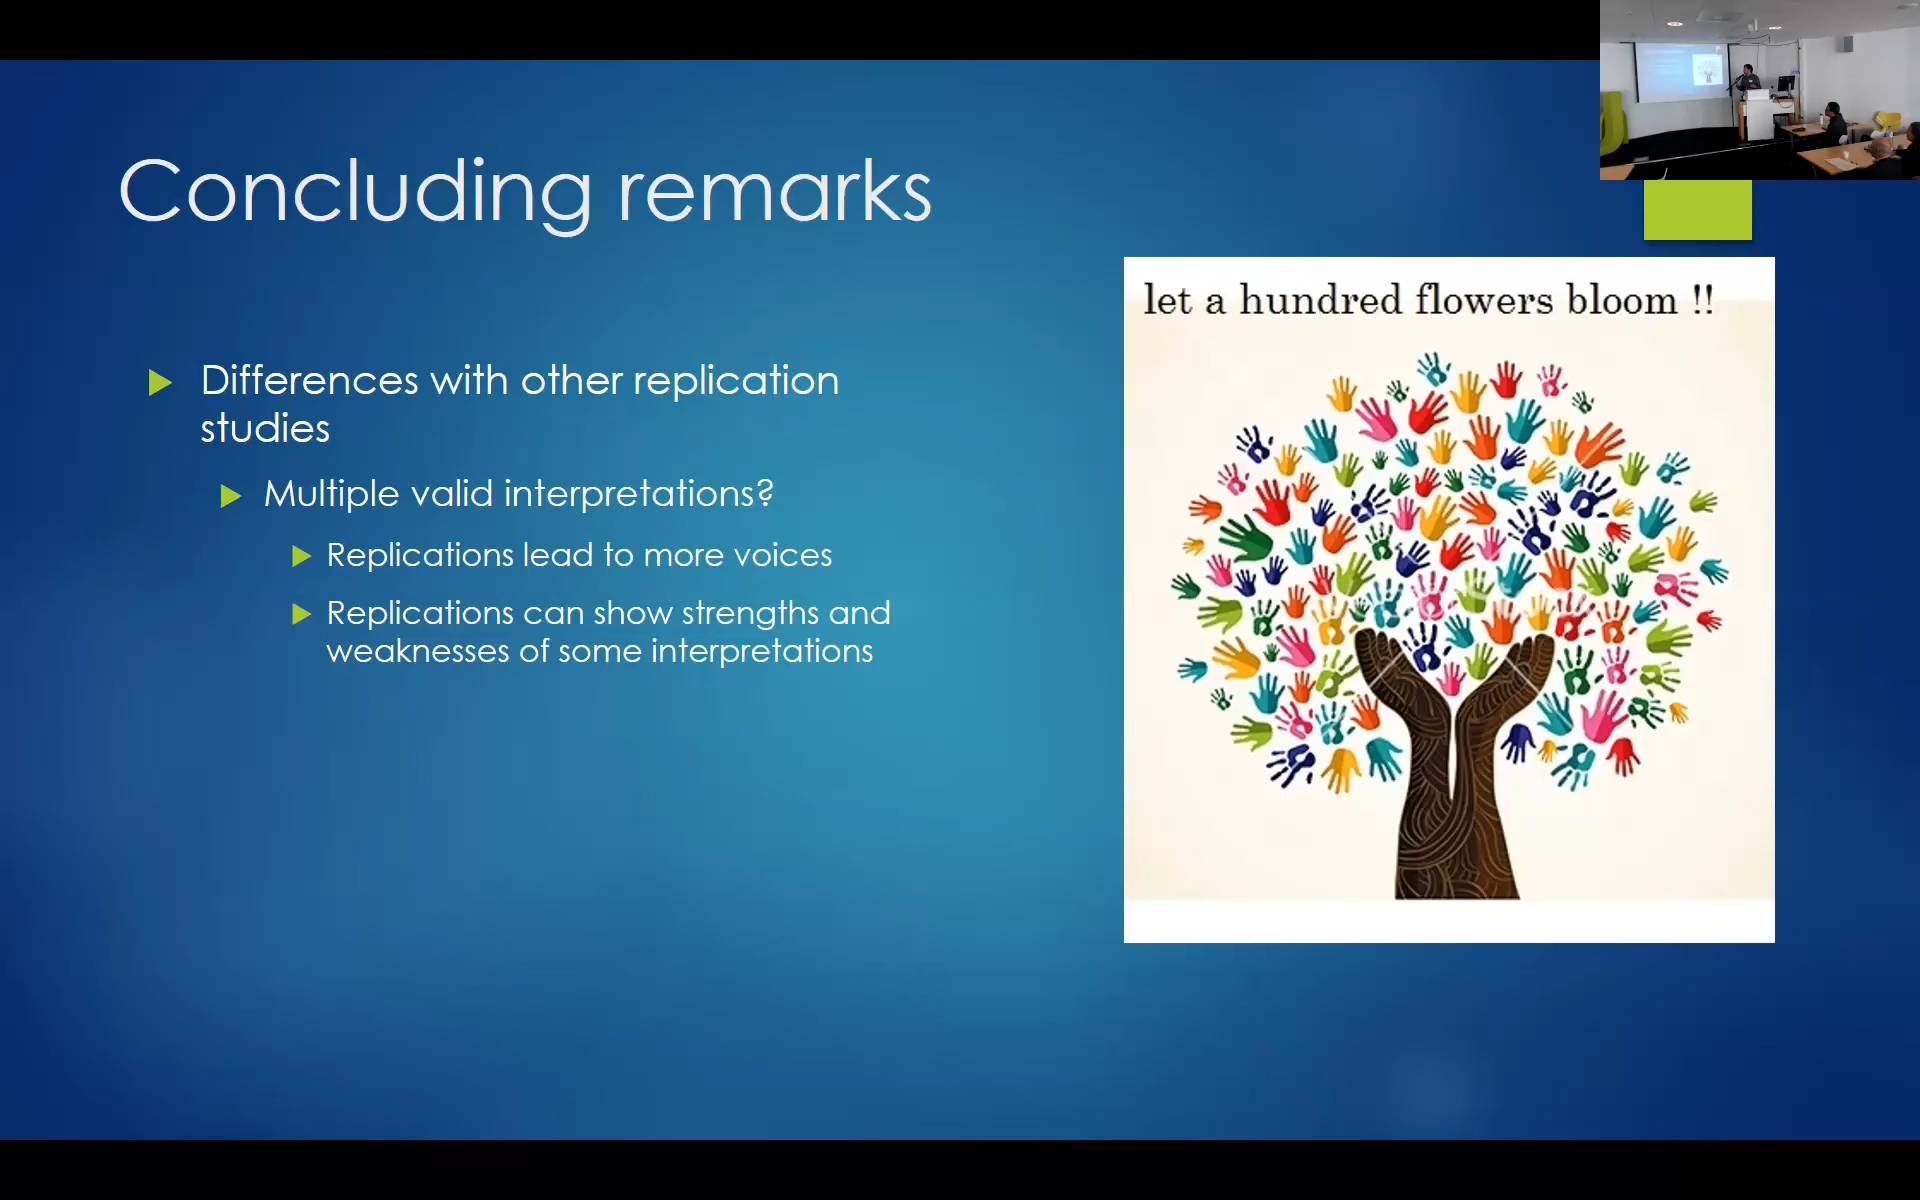 Concluding remarks
let a hundred flowers bloom !!
Differences with other replication
studies
Multiple valid interpretations?
Replications lead to more voices
Replications can show strengths and
weaknesses of some interpretations